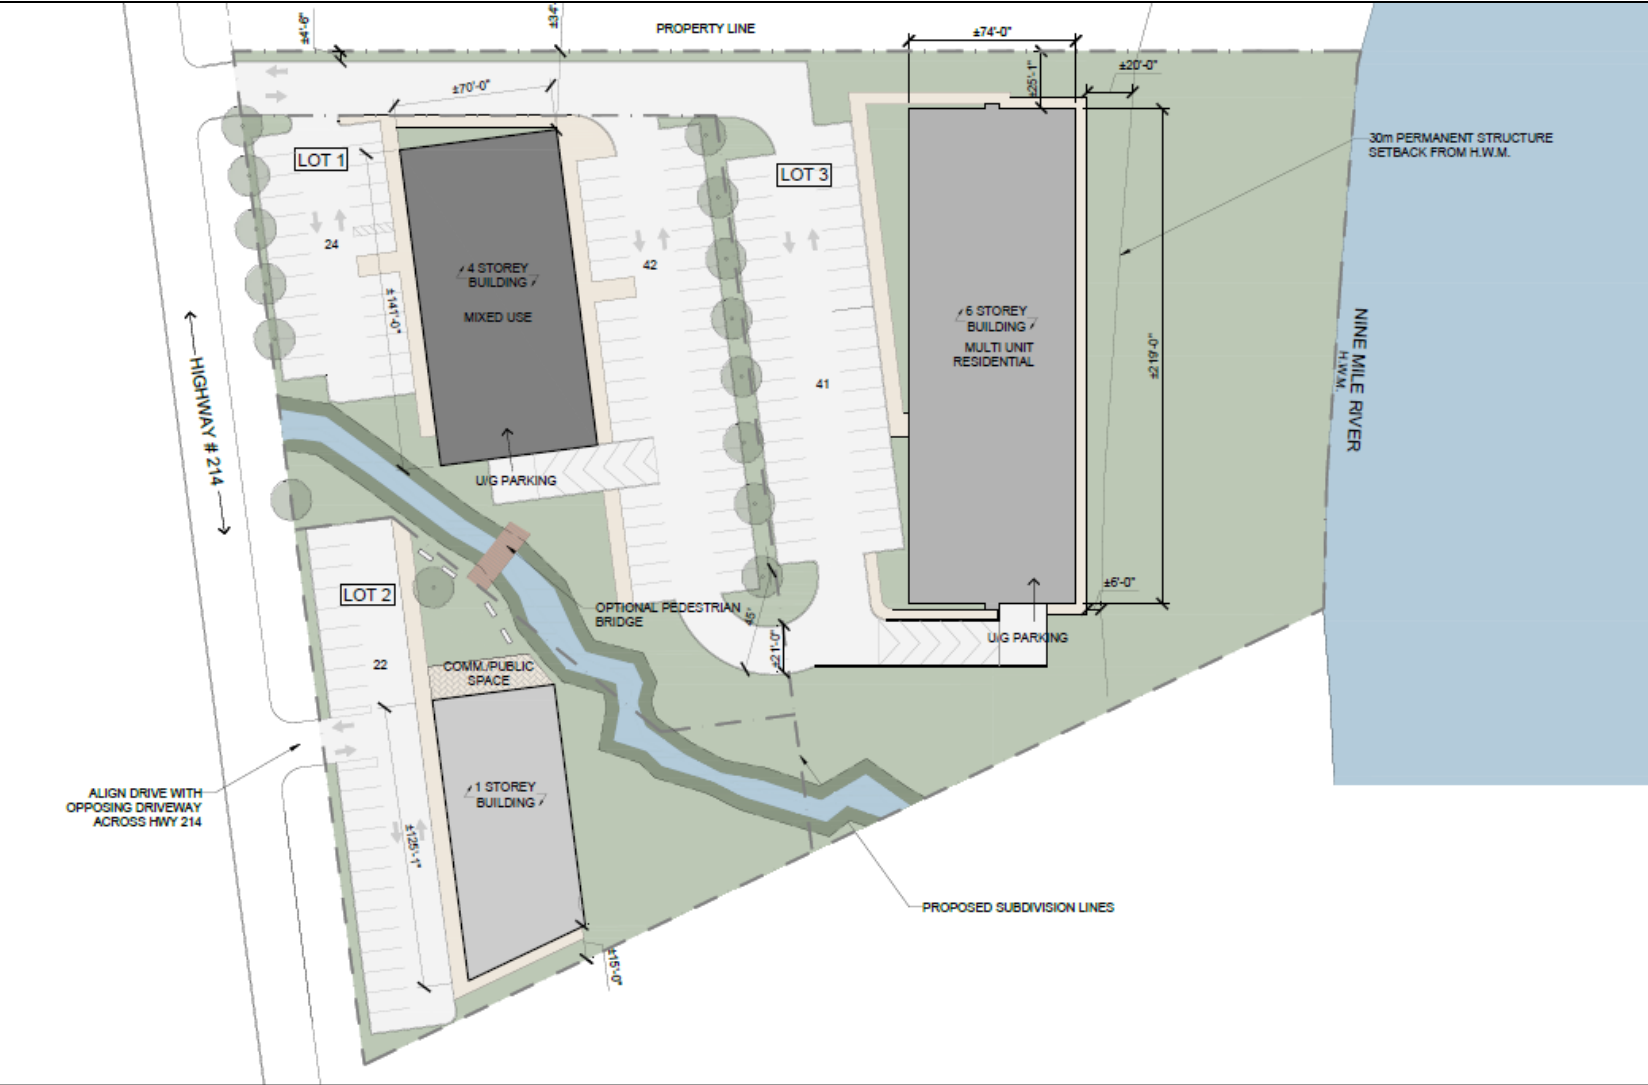 ±4'-6"
±34'-
PROPERTY LINE
±74'-0"
±25'-1"
±20'-0"
±70'-0"
30m PERMANENT STRUCTURE
SETBACK FROM H.W.M.
LOT 1
LOT 3
24
42
4 STOREY
BUILDING
MIXED USE
±141'-0"
6 STOREY
BUILDING
MULTI UNIT
RESIDENTIAL
41
±219'-0"
NINE MILE RIVER
H.W.M.
HIGHWAY # 214
U/G PARKING
LOT 2
OPTIONAL PEDESTRIAN
BRIDGE
45'
±21'-0"
±6'-0"
U/G PARKING
22
COMM./PUBLIC
SPACE
1 STOREY
BUILDING
ALIGN DRIVE WITH
OPPOSING DRIVEWAY
ACROSS HWY 214
±125'-1"
PROPOSED SUBDIVISION LINES
±15'-0"